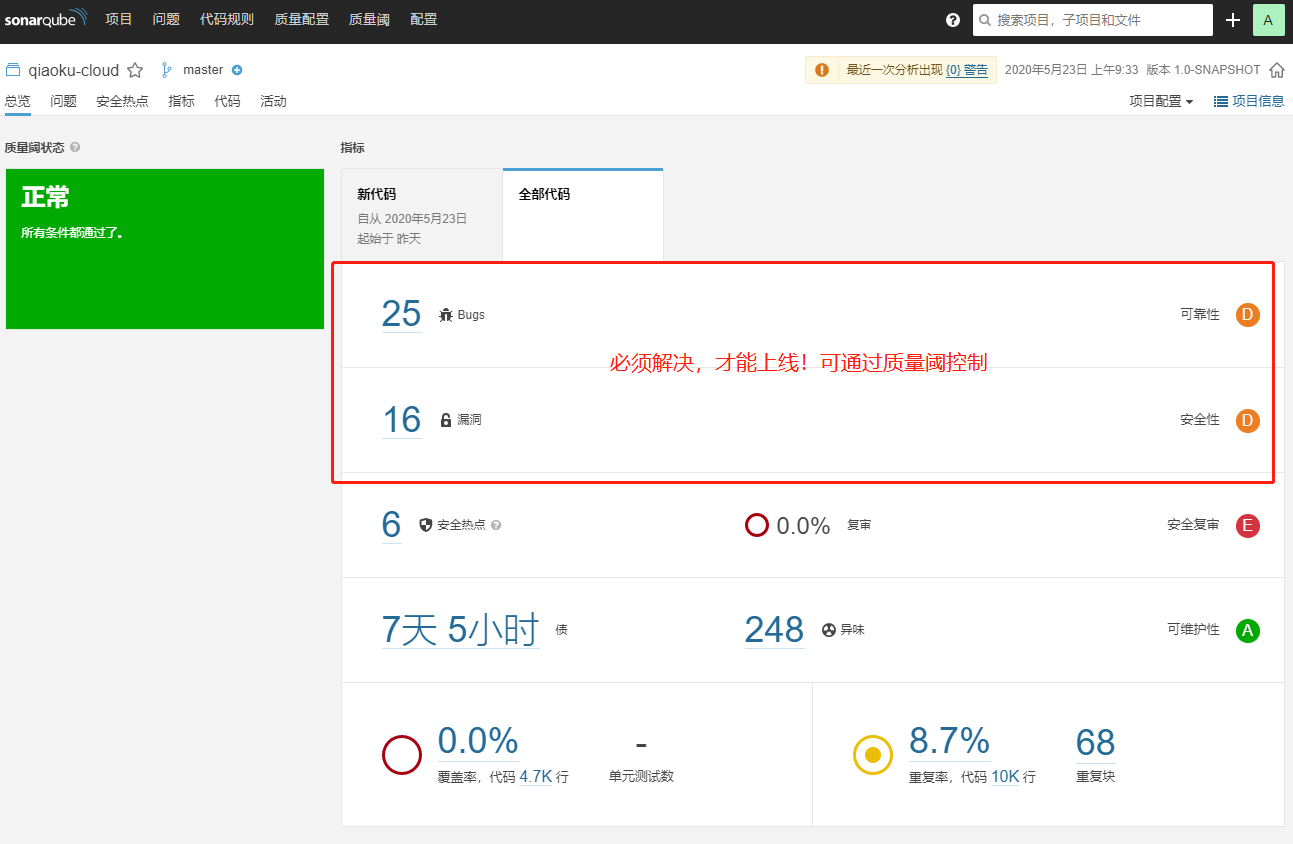 sonarqube 项目 问题 代码规则 质量配置 质量阈 配置 ? 搜索项目，子项目和文件 A
qiaoku-cloud master 最近一次分析出现 {0} 警告 2020年5月23日 上午9:33 版本 1.0-SNAPSHOT
总览 问题 安全热点 指标 代码 活动 项目配置 项目信息
质量阈状态 ? 指标
正常
所有条件都通过了。
新代码 全部代码
自从 2020年5月23日
起始于 昨天
25 Bugs 可靠性 D
必须解决，才能上线！可通过质量阈控制
16 漏洞 安全性 D
6 安全热点 ? 0.0% 复审 安全复审 E
7天 5小时 债 248 异味 可维护性 A
0.0% - 8.7% 68
覆盖率，代码 4.7K 行 单元测试数 重复率，代码 10K 行 重复块